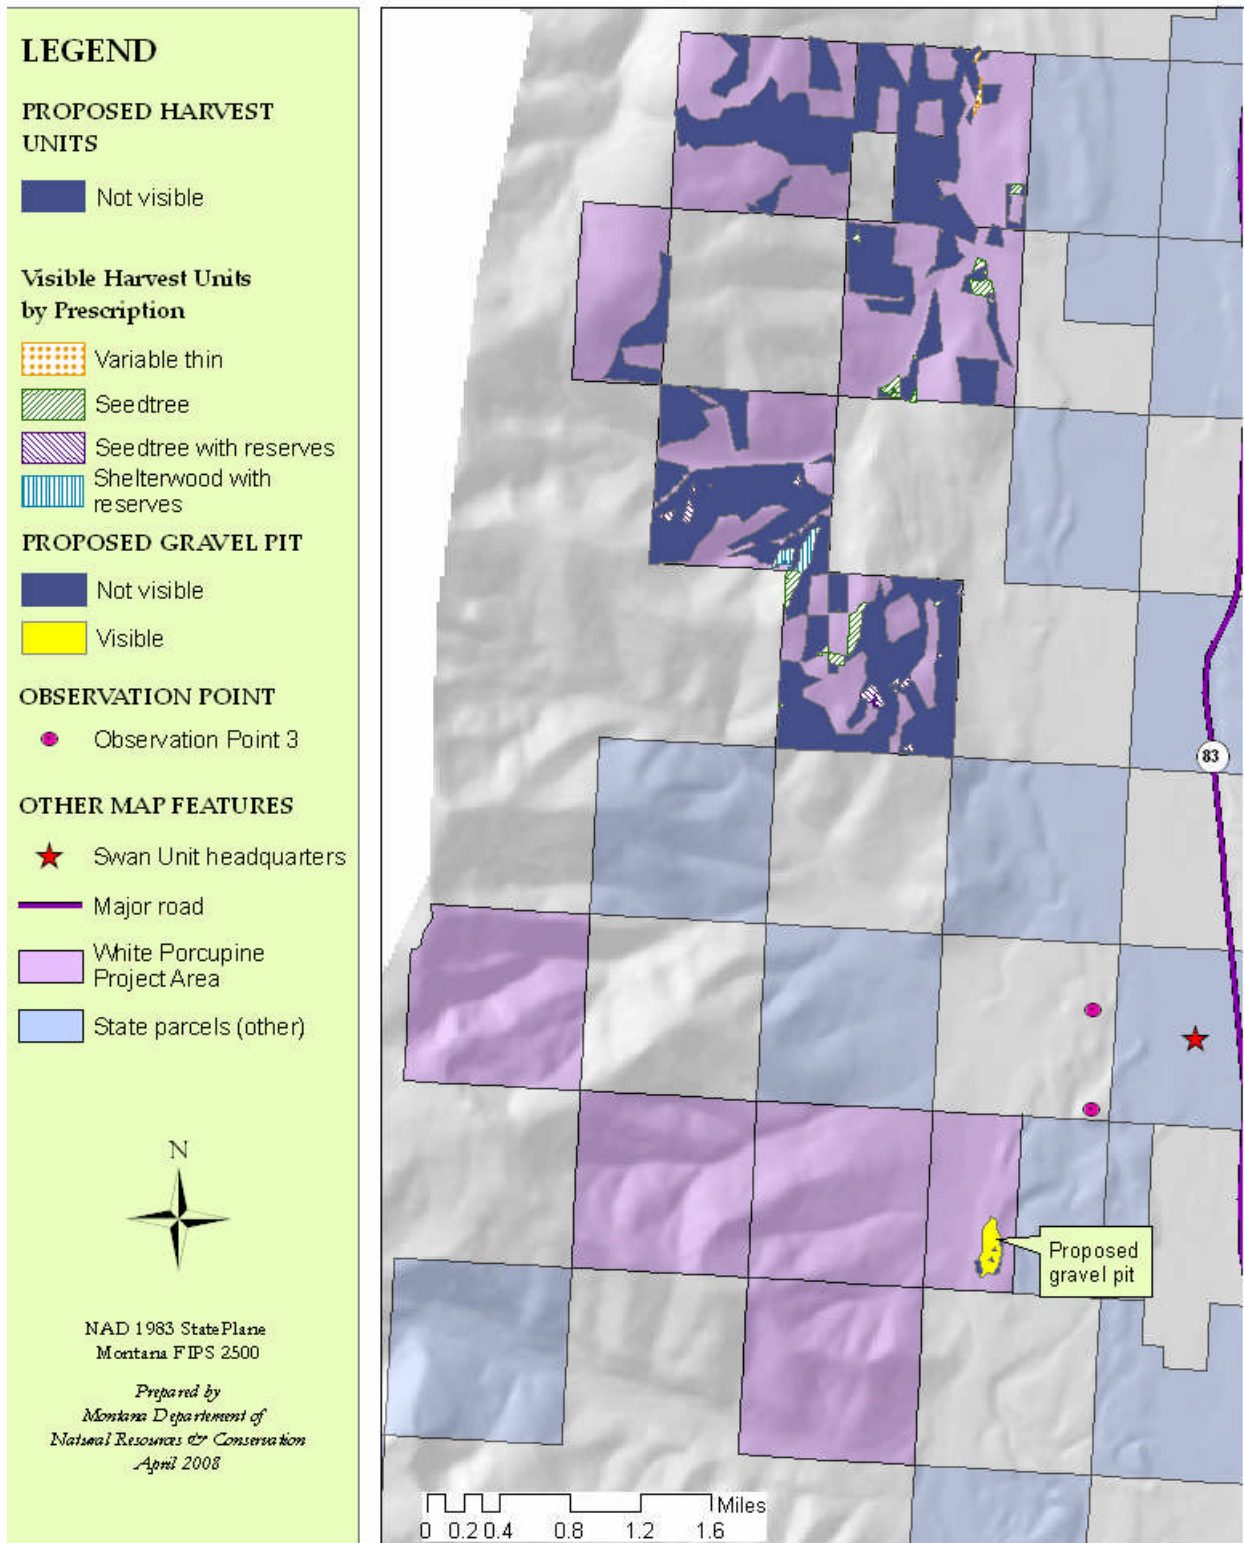 LEGEND
PROPOSED HARVEST
UNITS
Not visible
Visible Harvest Units
by Prescription
Variable thin
Seedtree
Seedtree with reserves
Shelterwood with
reserves
PROPOSED GRAVEL PIT
Not visible
Visible
OBSERVATION POINT
Observation Point 3
OTHER MAP FEATURES
Swan Unit headquarters
Major road
White Porcupine
Project Area
State parcels (other)
N
NAD 1983 StatePlane
Montana FIPS 2500
Prepared by
Montana Departement of
Natural Resources & Conservation
April 2008
83
Proposed
gravel pit
Miles
0 0.2 0.4 0.8 1.2 1.6